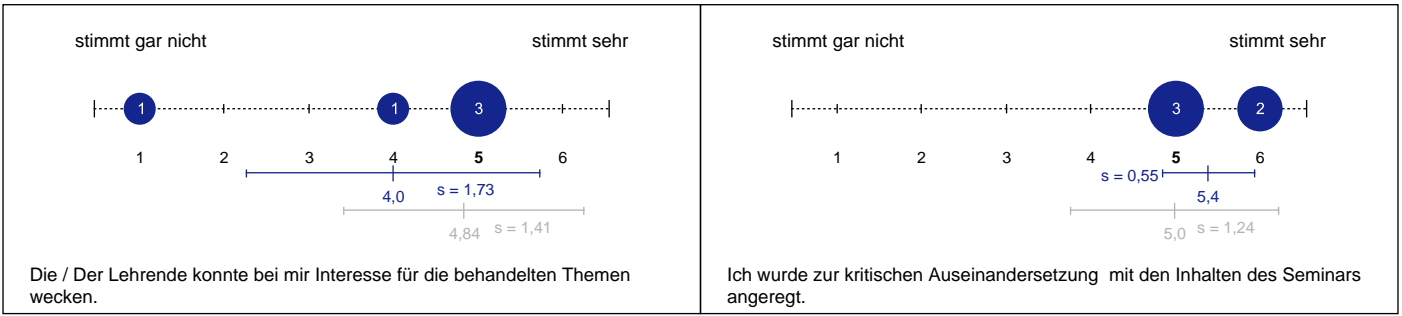 stimmt gar nicht stimmt sehr
1 1 3
1 2 3 4 5 6
4,0 s = 1,73
4,84 s = 1,41
Die / Der Lehrende konnte bei mir Interesse für die behandelten Themen
wecken.
stimmt gar nicht stimmt sehr
3 2
1 2 3 4 5 6
s = 0,55
5,4
5,0 s = 1,24
Ich wurde zur kritischen Auseinandersetzung mit den Inhalten des Seminars
angeregt.